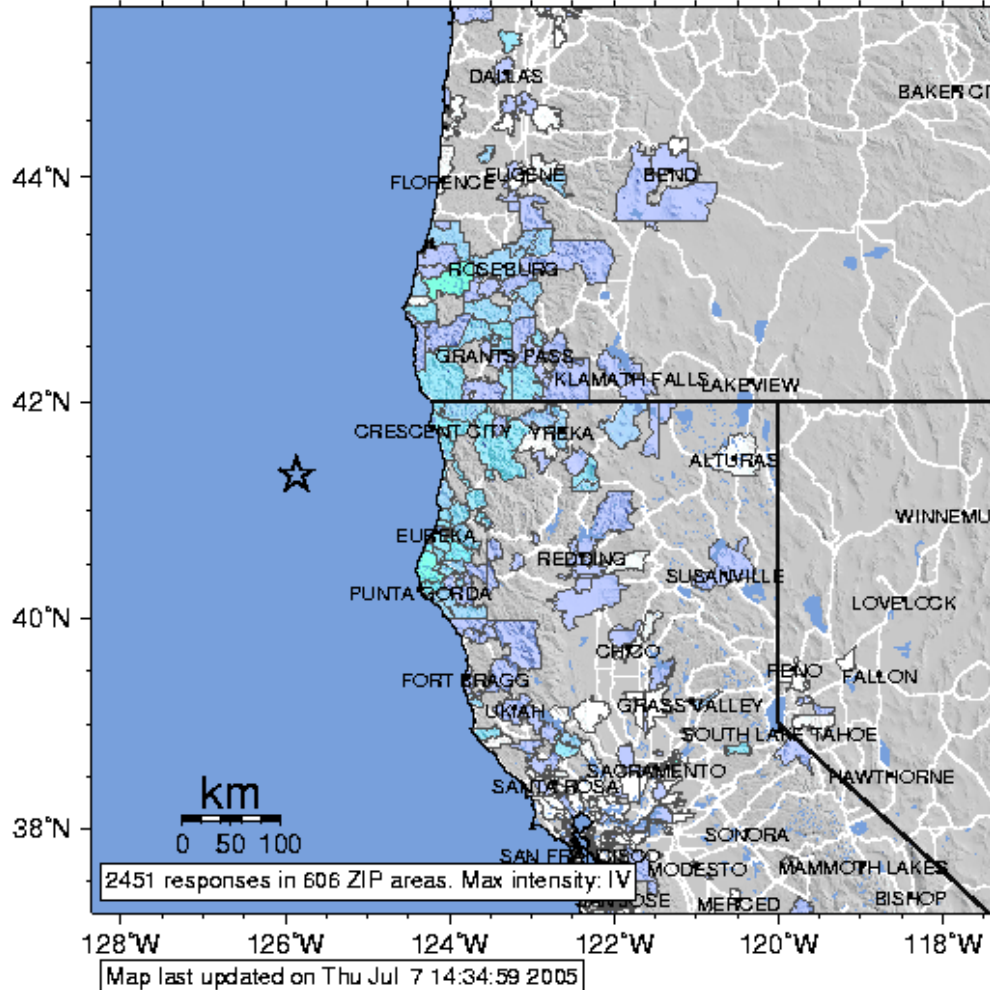 DALLAS
BAKER CI
44°N
FLORENCE
EUGENE
BEND
ROSEBURG
GRANTS PASS
KLAMATH FALLS
LAKEVIEW
42°N
CRESCENT CITY
YREKA
ALTURAS
WINNEMU
EUREKA
REDDING
SUSANVILLE
PUNTA GORDA
LOVELOCK
40°N
CHICO
RENO
FALLON
FORT BRAGG
UKIAH
GRASS VALLEY
SOUTH LAKE TAHOE
SACRAMENTO
HAWTHORNE
SANTA ROSA
km
0 50 100
38°N
SONORA
SAN FRANCISCO
MODESTO
MAMMOTH LAKES
2451 responses in 606 ZIP areas. Max intensity: IV
JOSE
MERCED
BISHOP
128°W 126°W 124°W 122°W 120°W 118°W
Map last updated on Thu Jul 7 14:34:59 2005